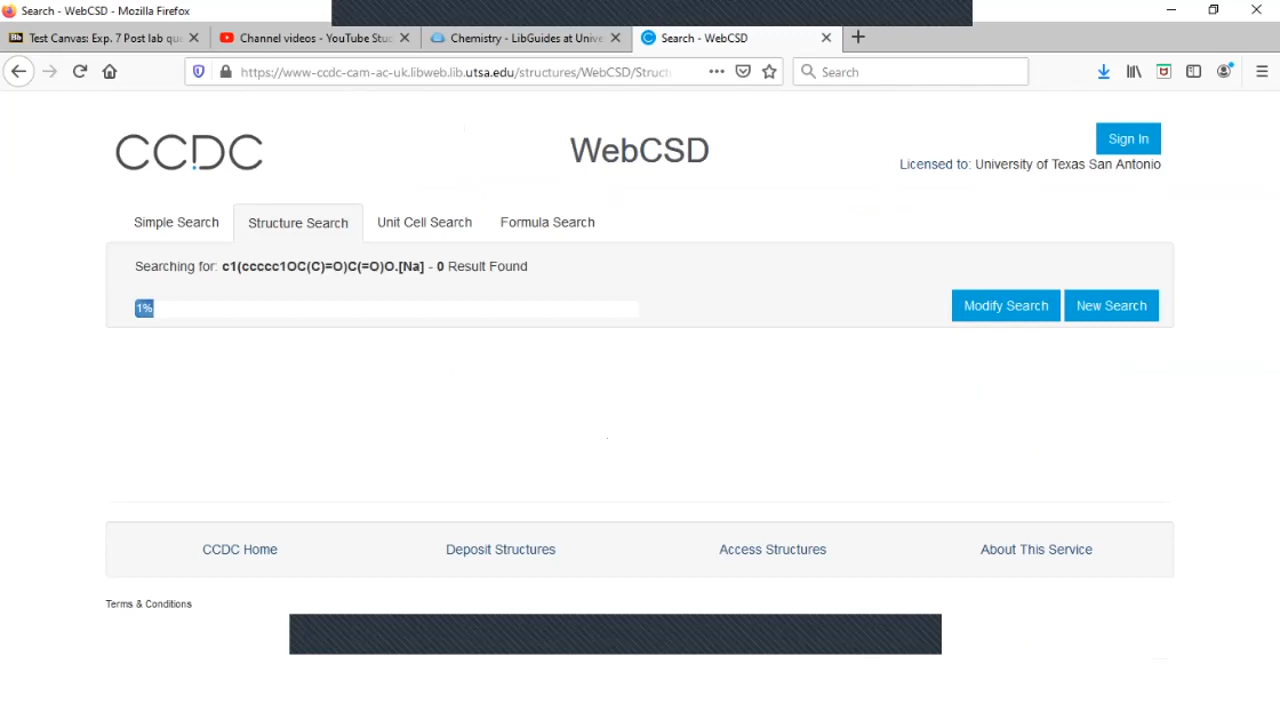 Search - WebCSD - Mozilla Firefox
Bb Test Canvas: Exp. 7 Post lab qu
Channel videos - YouTube Stu
Chemistry - LibGuides at Unive
Search - WebCSD
https://www-ccdc-cam-ac-uk.libweb.lib.utsa.edu/structures/WebCSD/Struct
Search
CCDC
WebCSD
Sign In
Licensed to: University of Texas San Antonio
Simple Search
Structure Search
Unit Cell Search
Formula Search
Searching for: c1(ccccc1OC(C)=O)C(=O)O.[Na] - 0 Result Found
1%
Modify Search
New Search
CCDC Home
Deposit Structures
Access Structures
About This Service
Terms & Conditions